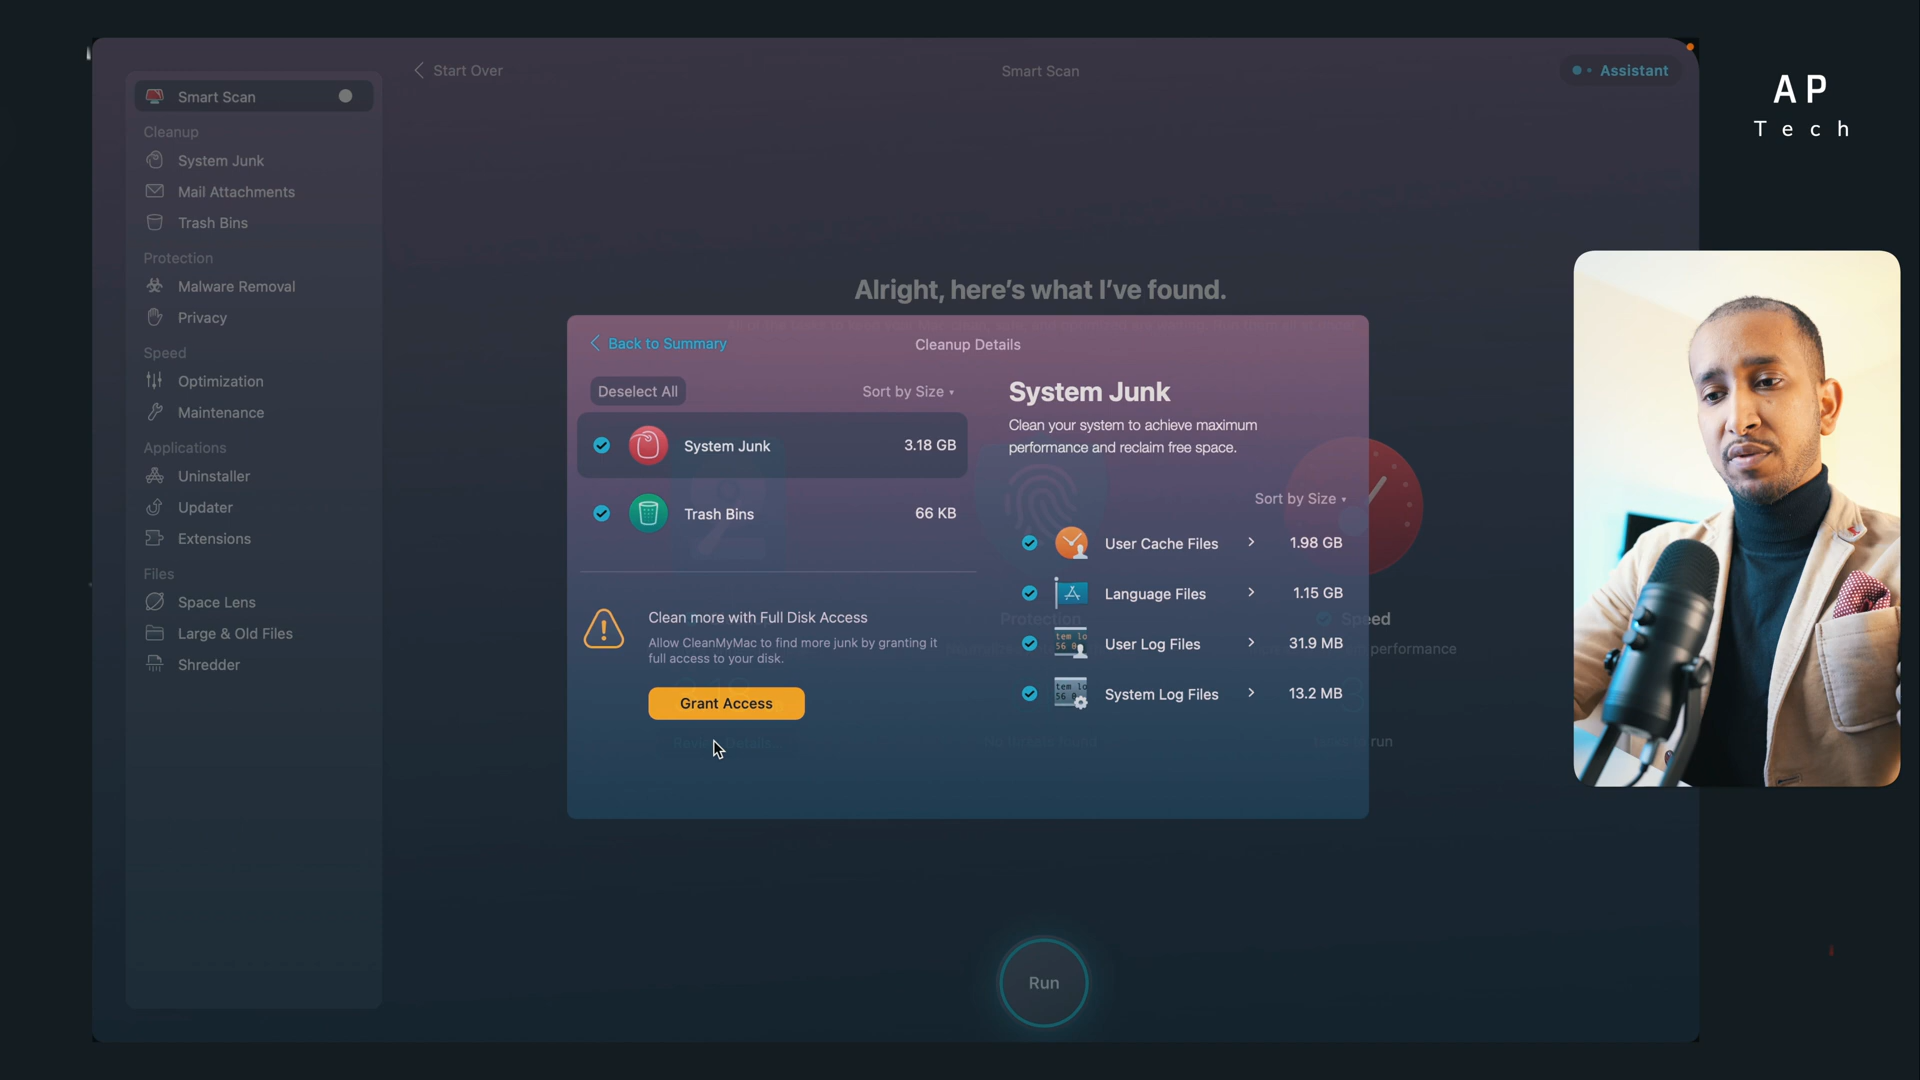 Start Over
Smart Scan
Assistant
AP
Tech
Smart Scan
Cleanup
System Junk
Mail Attachments
Trash Bins
Protection
Malware Removal
Privacy
Speed
Optimization
Maintenance
Applications
Uninstaller
Updater
Extensions
Files
Space Lens
Large & Old Files
Shredder
Alright, here's what I've found.
Back to Summary
Cleanup Details
Deselect All
Sort by Size
System Junk
3.18 GB
Trash Bins
66 KB
Clean more with Full Disk Access
Allow CleanMyMac to find more junk by granting it
full access to your disk.
Grant Access
System Junk
Clean your system to achieve maximum
performance and reclaim free space.
Sort by Size
User Cache Files
1.98 GB
Language Files
1.15 GB
User Log Files
31.9 MB
System Log Files
13.2 MB
Protection
Speed
performance
Review Details...
run
Run